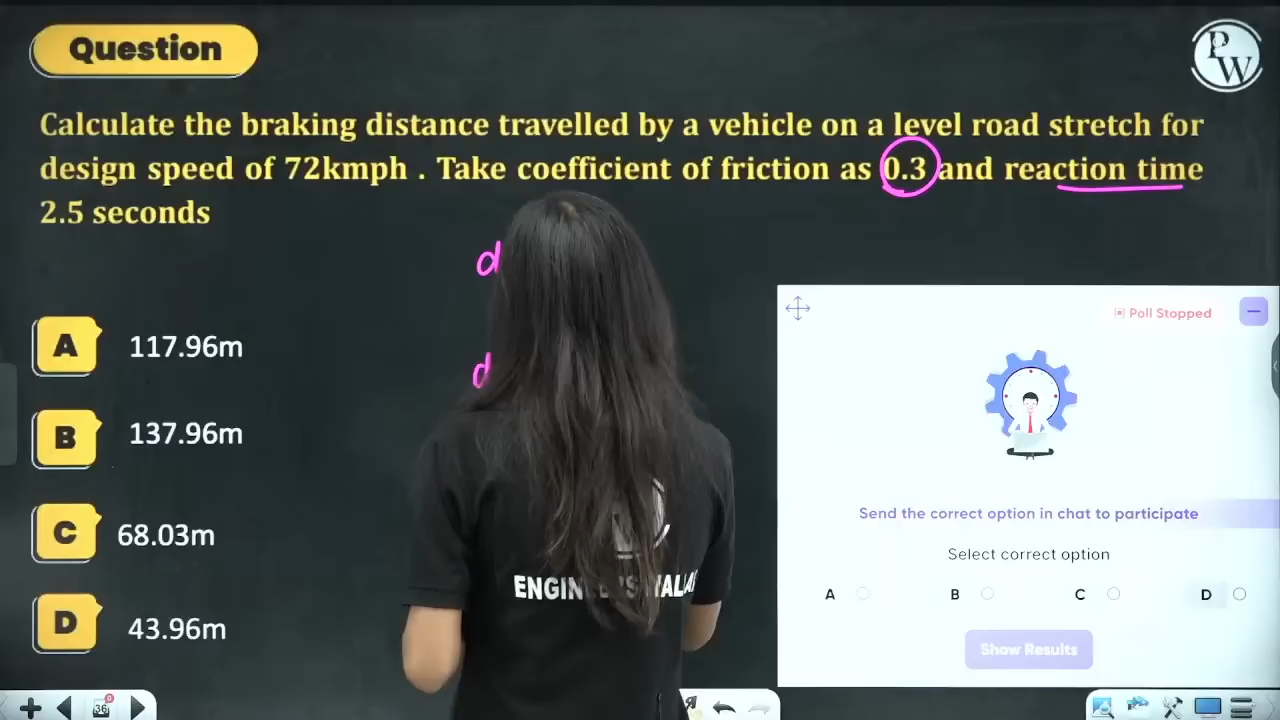 Question
PW
Calculate the braking distance travelled by a vehicle on a level road stretch for
design speed of 72kmph . Take coefficient of friction as 0.3 and reaction time
2.5 seconds
d
d
A 117.96m
B 137.96m
C 68.03m
D 43.96m
Poll Stopped
Send the correct option in chat to participate
Select correct option
A B C D
Show Results
36